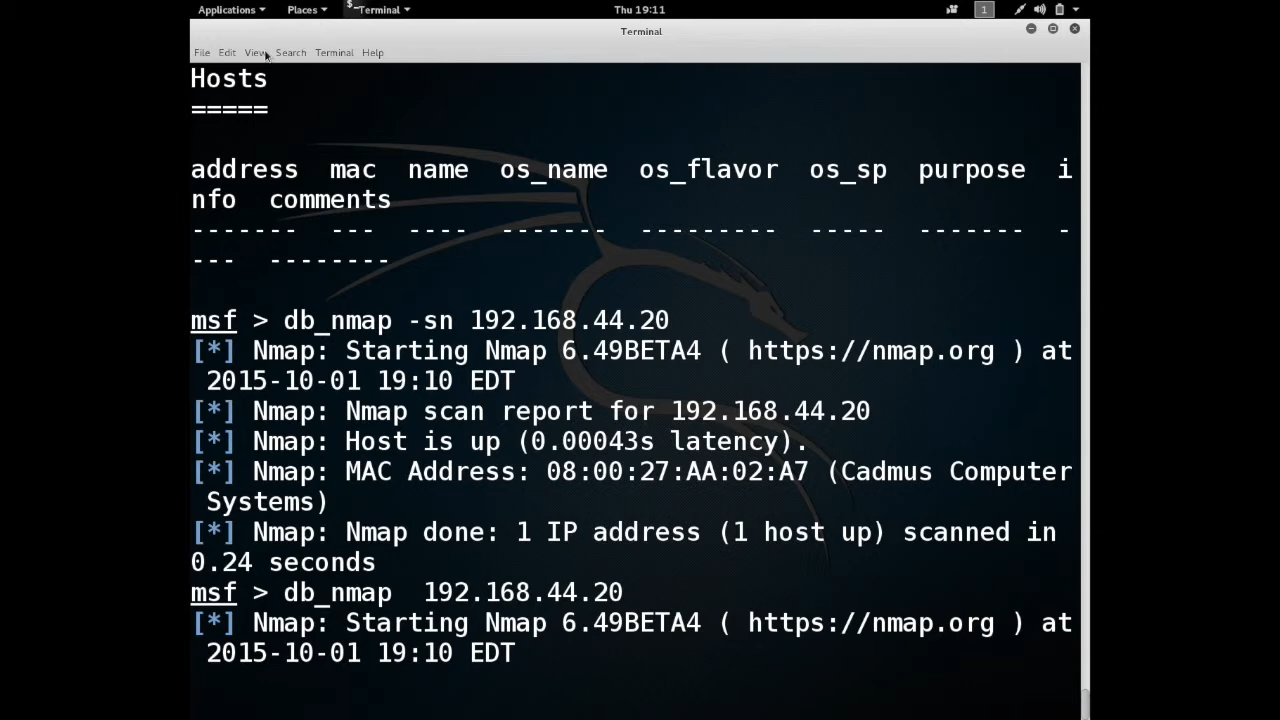 Applications Places Terminal Thu 19:11 1
Terminal
File Edit View Search Terminal Help
Hosts
=====
address mac name os_name os_flavor os_sp purpose i
nfo comments
------- --- ---- ------- --------- ----- ------- -
--- --------
msf > db_nmap -sn 192.168.44.20
[*] Nmap: Starting Nmap 6.49BETA4 ( https://nmap.org ) at
2015-10-01 19:10 EDT
[*] Nmap: Nmap scan report for 192.168.44.20
[*] Nmap: Host is up (0.00043s latency).
[*] Nmap: MAC Address: 08:00:27:AA:02:A7 (Cadmus Computer
Systems)
[*] Nmap: Nmap done: 1 IP address (1 host up) scanned in
0.24 seconds
msf > db_nmap  192.168.44.20
[*] Nmap: Starting Nmap 6.49BETA4 ( https://nmap.org ) at
2015-10-01 19:10 EDT